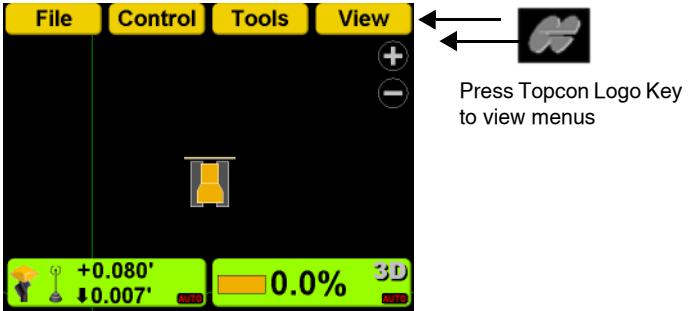 File Control Tools View
Press Topcon Logo Key
to view menus
+0.080'
0.007' AUTO
0.0% 3D
AUTO